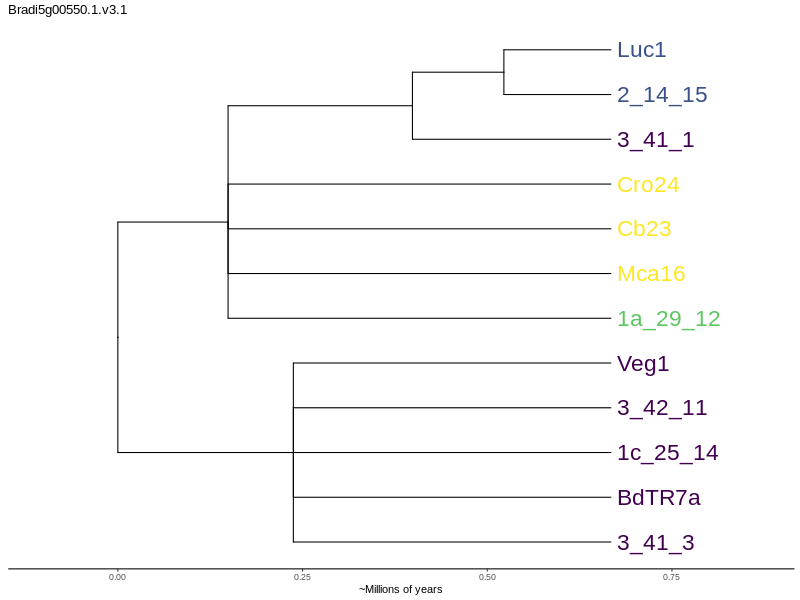 Bradi5g00550.1.v3.1
Luc1
2_14_15
3_41_1
Cro24
Cb23
Mca16
1a_29_12
Veg1
3_42_11
1c_25_14
BdTR7a
3_41_3
0.00 0.25 0.50 0.75
~Millions of years